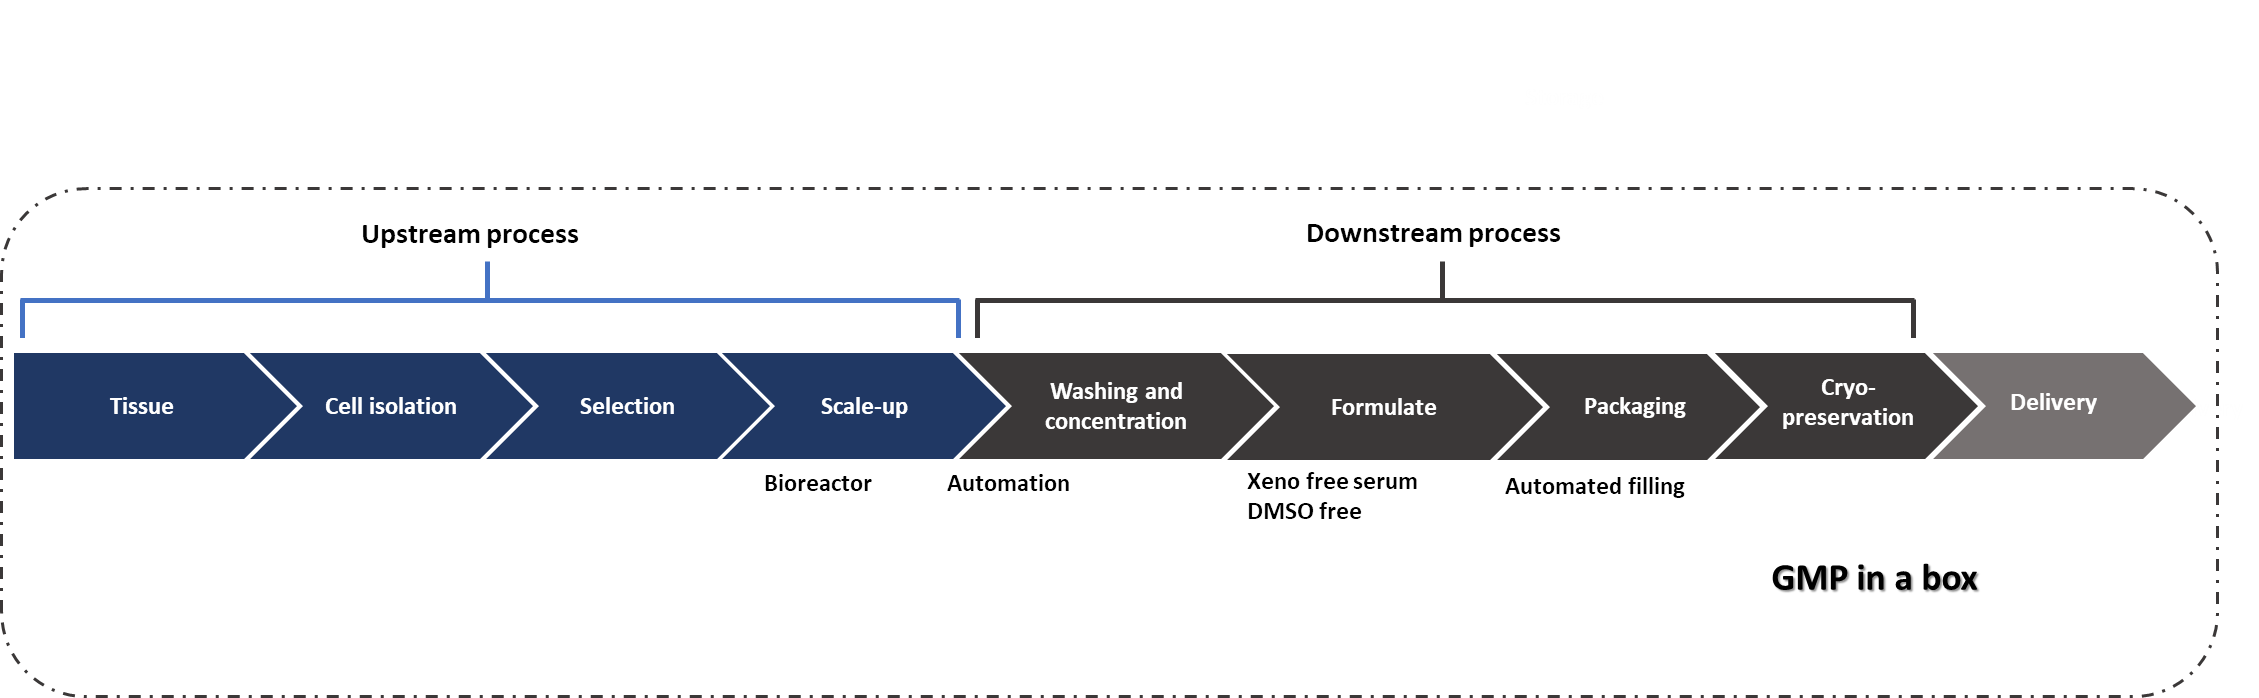 Upstream process
Downstream process
Tissue
Cell isolation
Selection
Scale-up
Washing and
concentration
Formulate
Packaging
Cryo-
preservation
Delivery
Bioreactor
Automation
Xeno free serum
DMSO free
Automated filling
GMP in a box